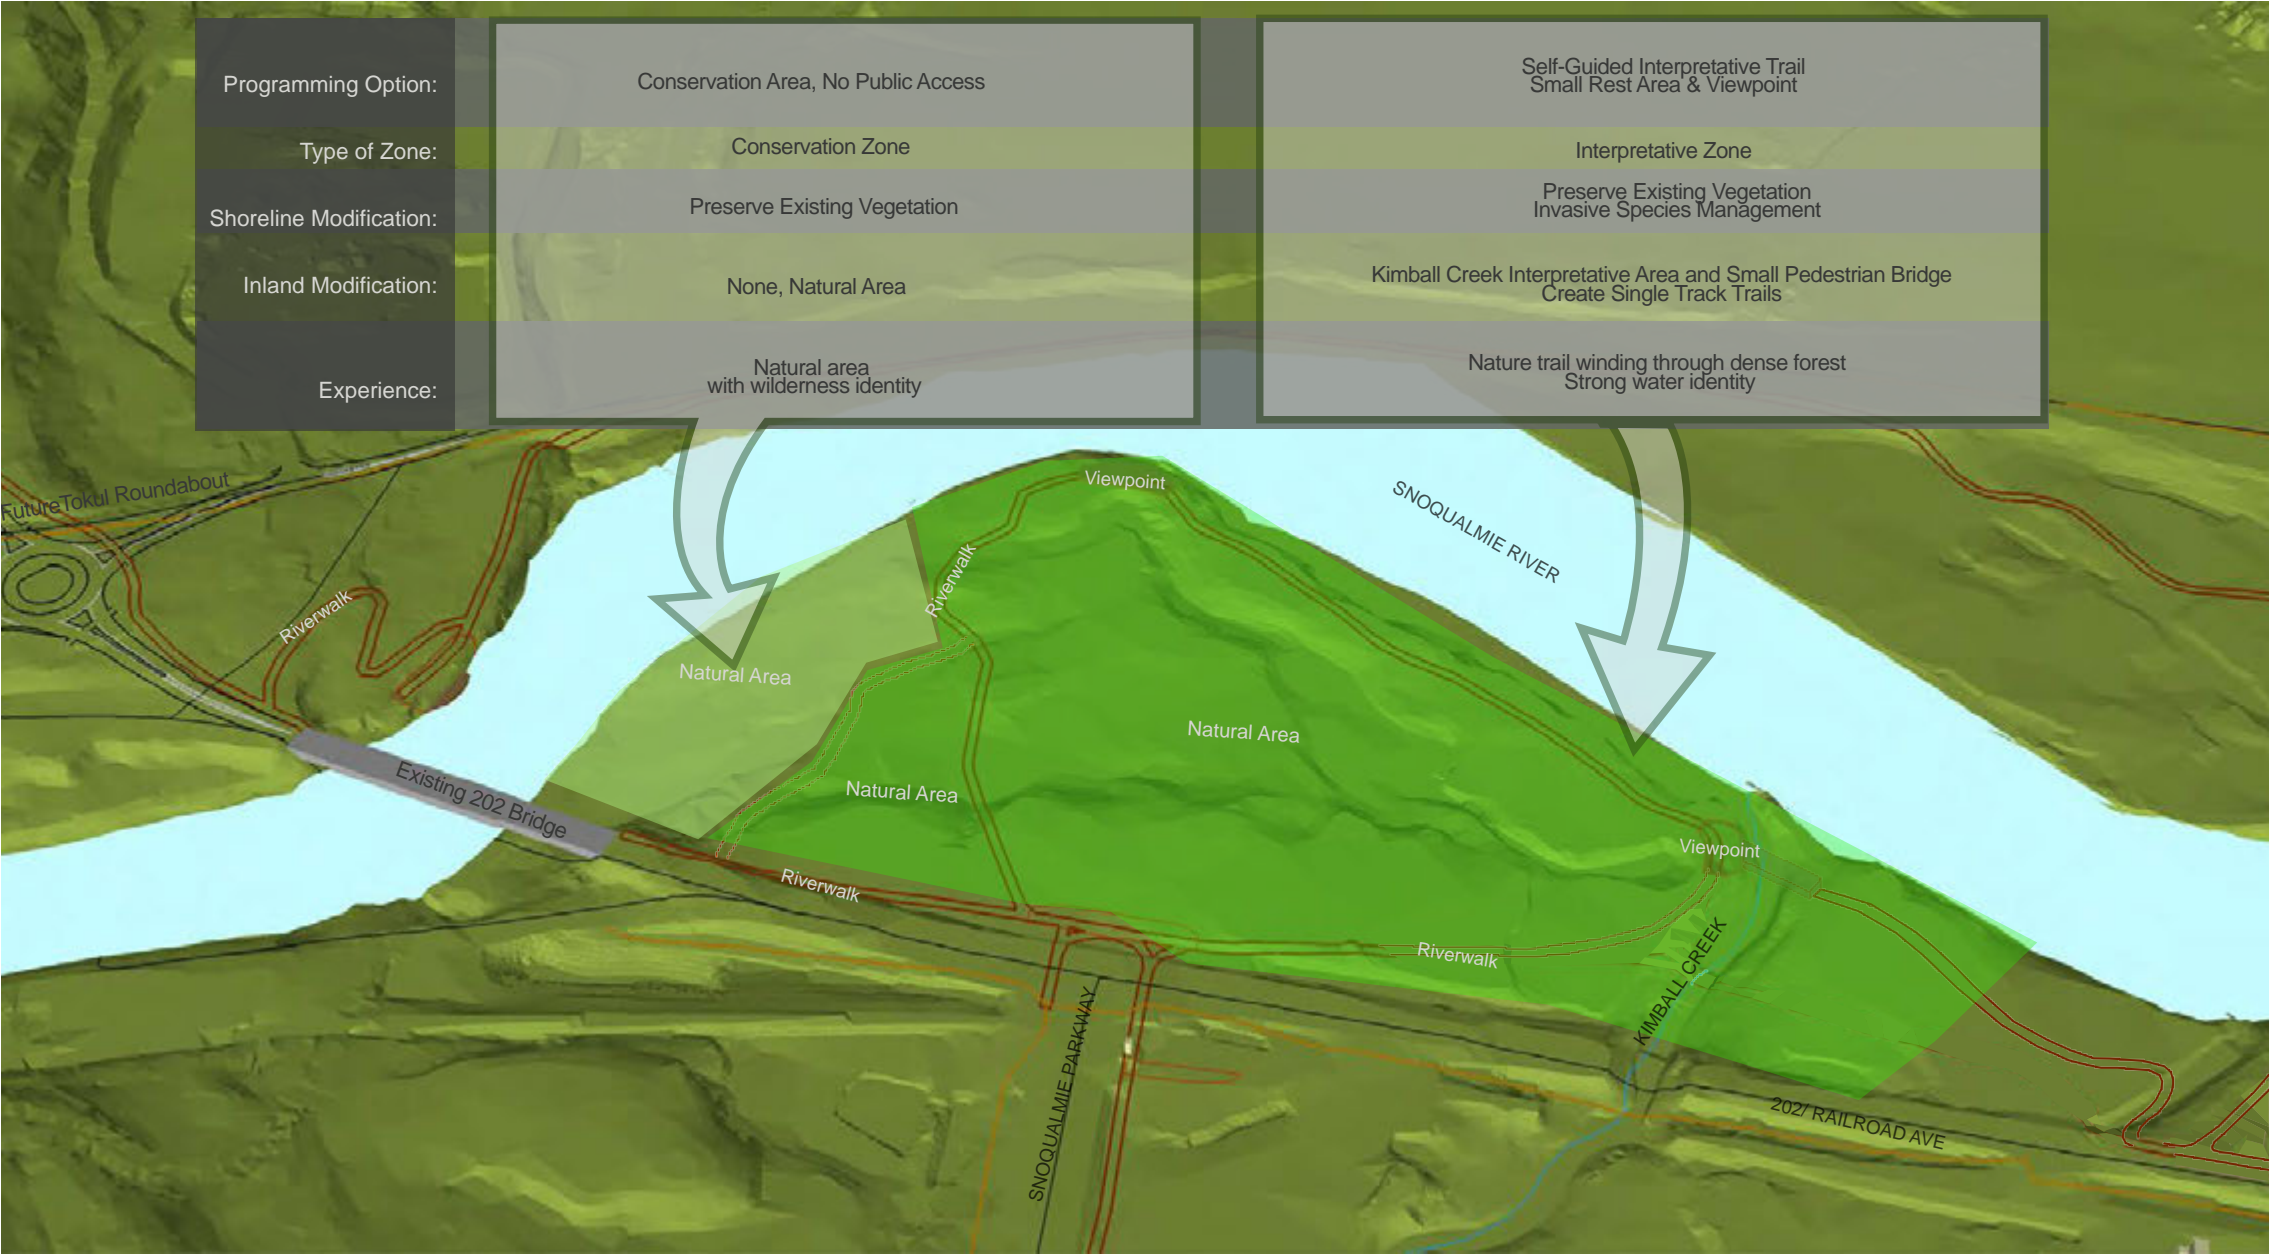 Programming Option:
Conservation Area, No Public Access
Self-Guided Interpretative Trail
Small Rest Area & Viewpoint
Type of Zone:
Conservation Zone
Interpretative Zone
Shoreline Modification:
Preserve Existing Vegetation
Preserve Existing Vegetation
Invasive Species Management
Inland Modification:
None, Natural Area
Kimball Creek Interpretative Area and Small Pedestrian Bridge
Create Single Track Trails
Experience:
Natural area
with wilderness identity
Nature trail winding through dense forest
Strong water identity
FutureTokul Roundabout
Viewpoint
SNOQUALMIE RIVER
Riverwalk
Riverwalk
Natural Area
Natural Area
Natural Area
Existing 202 Bridge
Viewpoint
Riverwalk
Riverwalk
KIMBALL CREEK
SNOQUALMIE PARKWAY
202/ RAILROAD AVE